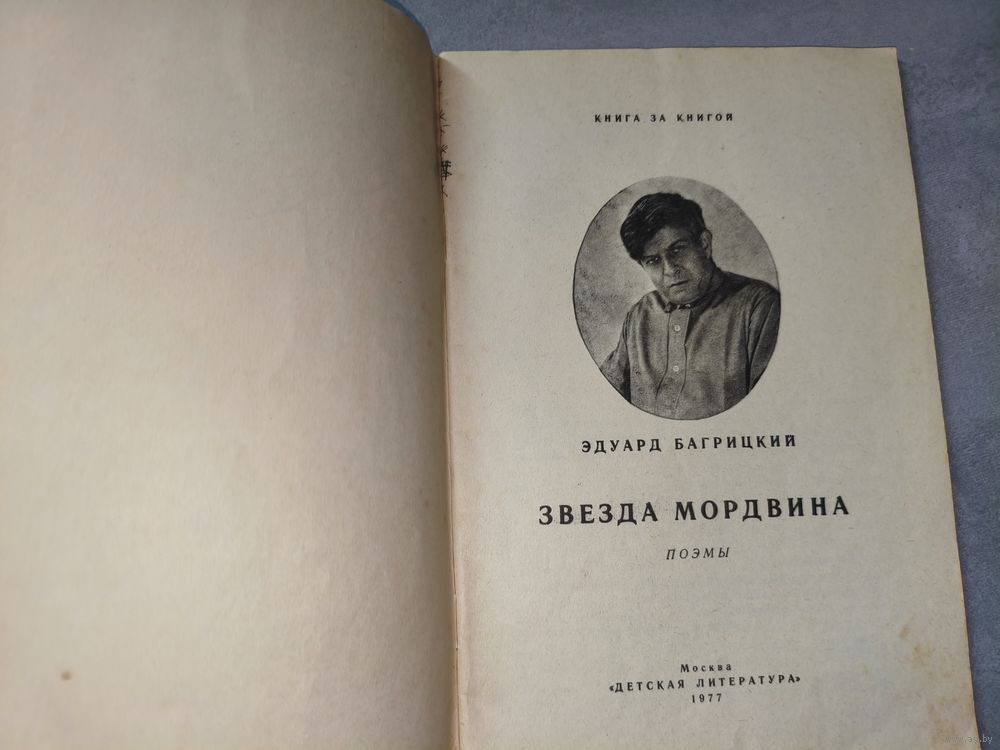 КНИГА ЗА КНИГОЙ
ЭДУАРД БАГРИЦКИЙ
ЗВЕЗДА МОРДВИНА
ПОЭМЫ
Москва
«ДЕТСКАЯ ЛИТЕРАТУРА»
1977